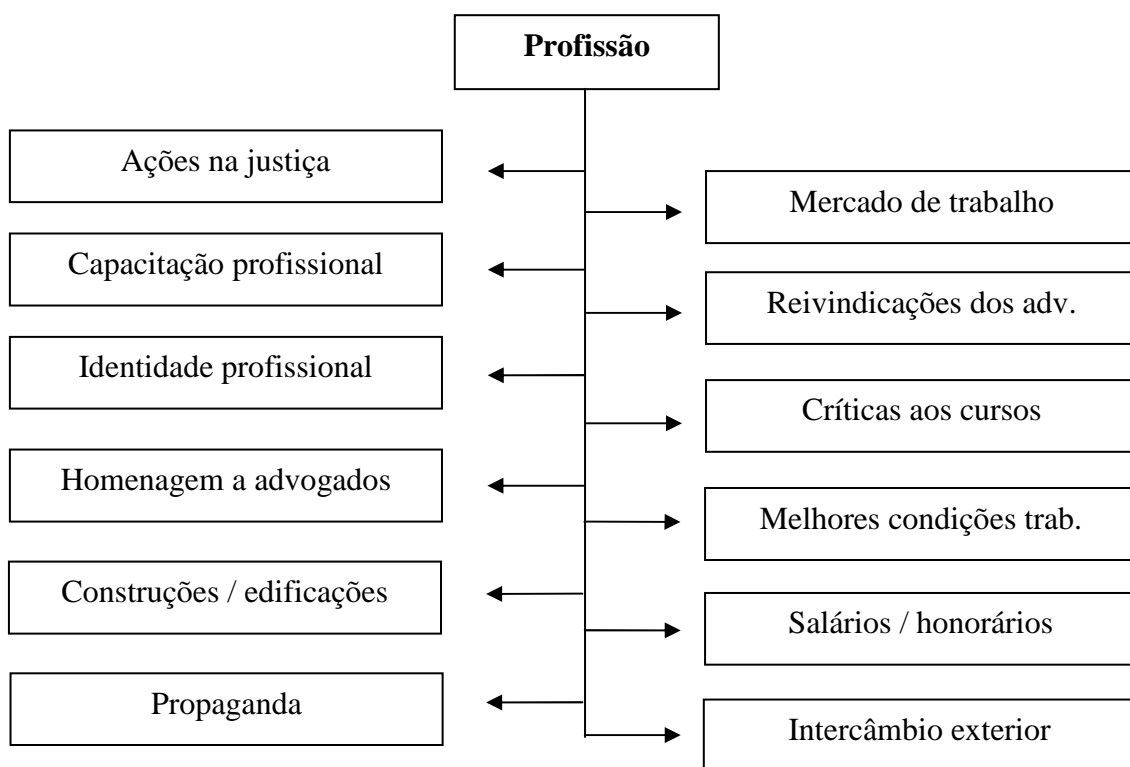 Profissão
Ações na justiça
Mercado de trabalho
Capacitação profissional
Reivindicações dos adv.
Identidade profissional
Críticas aos cursos
Homenagem a advogados
Melhores condições trab.
Construções / edificações
Salários / honorários
Propaganda
Intercâmbio exterior